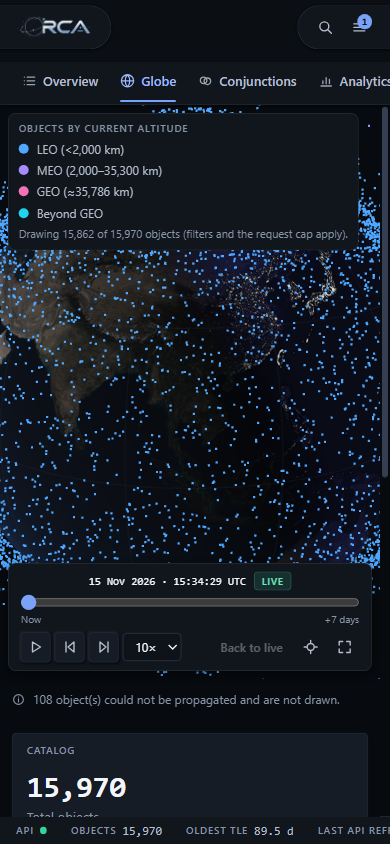 ORCA
1
Overview
Globe
Conjunctions
Analytics
OBJECTS BY CURRENT ALTITUDE
LEO (<2,000 km)
MEO (2,000–35,300 km)
GEO (≈35,786 km)
Beyond GEO
Drawing 15,862 of 15,970 objects (filters and the request cap apply).
15 Nov 2026 · 15:34:29 UTC LIVE
Now +7 days
10× Back to live
108 object(s) could not be propagated and are not drawn.
CATALOG
15,970
Total objects
API OBJECTS 15,970 OLDEST TLE 89.5 d LAST API REF